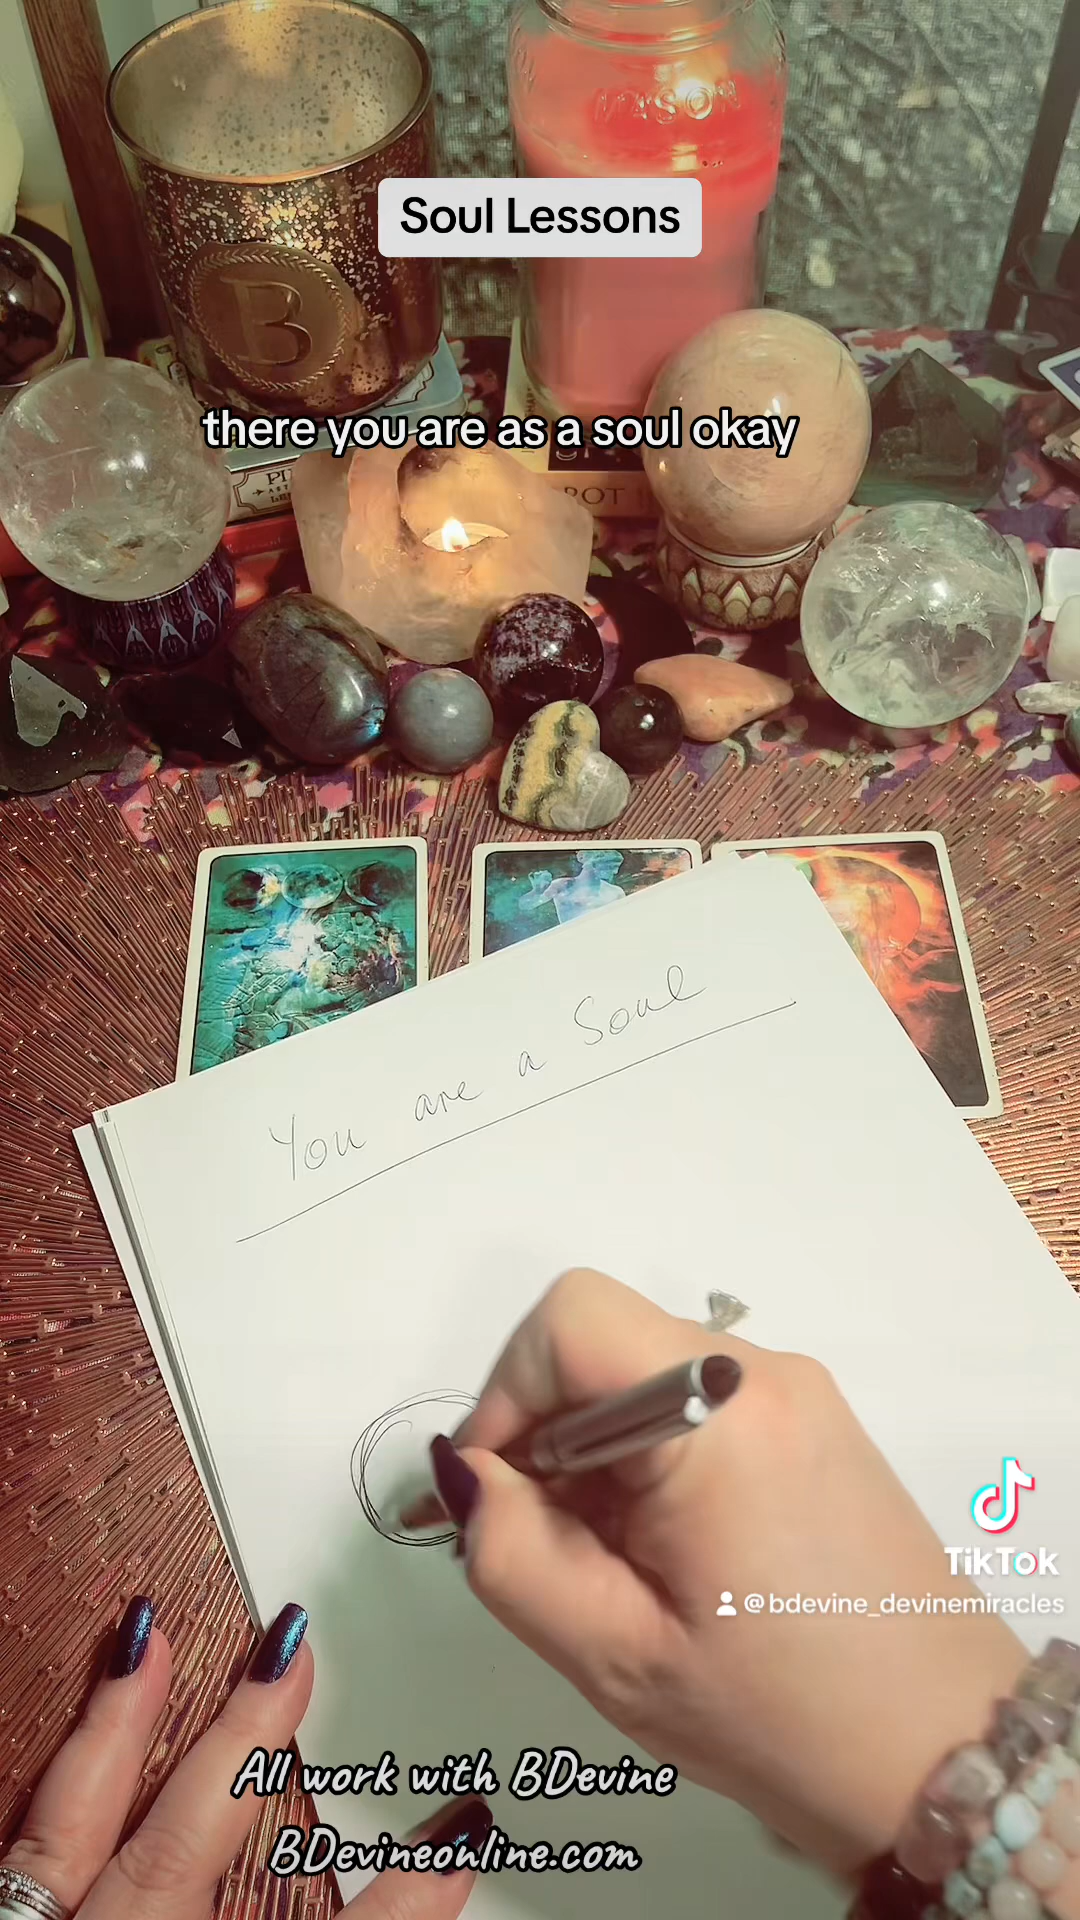 MASON
Soul Lessons
B
there you are as a soul okay
You are a Soul
TikTok
@bdevine_devinemiracles
All work with BDevine
BDevineonline.com